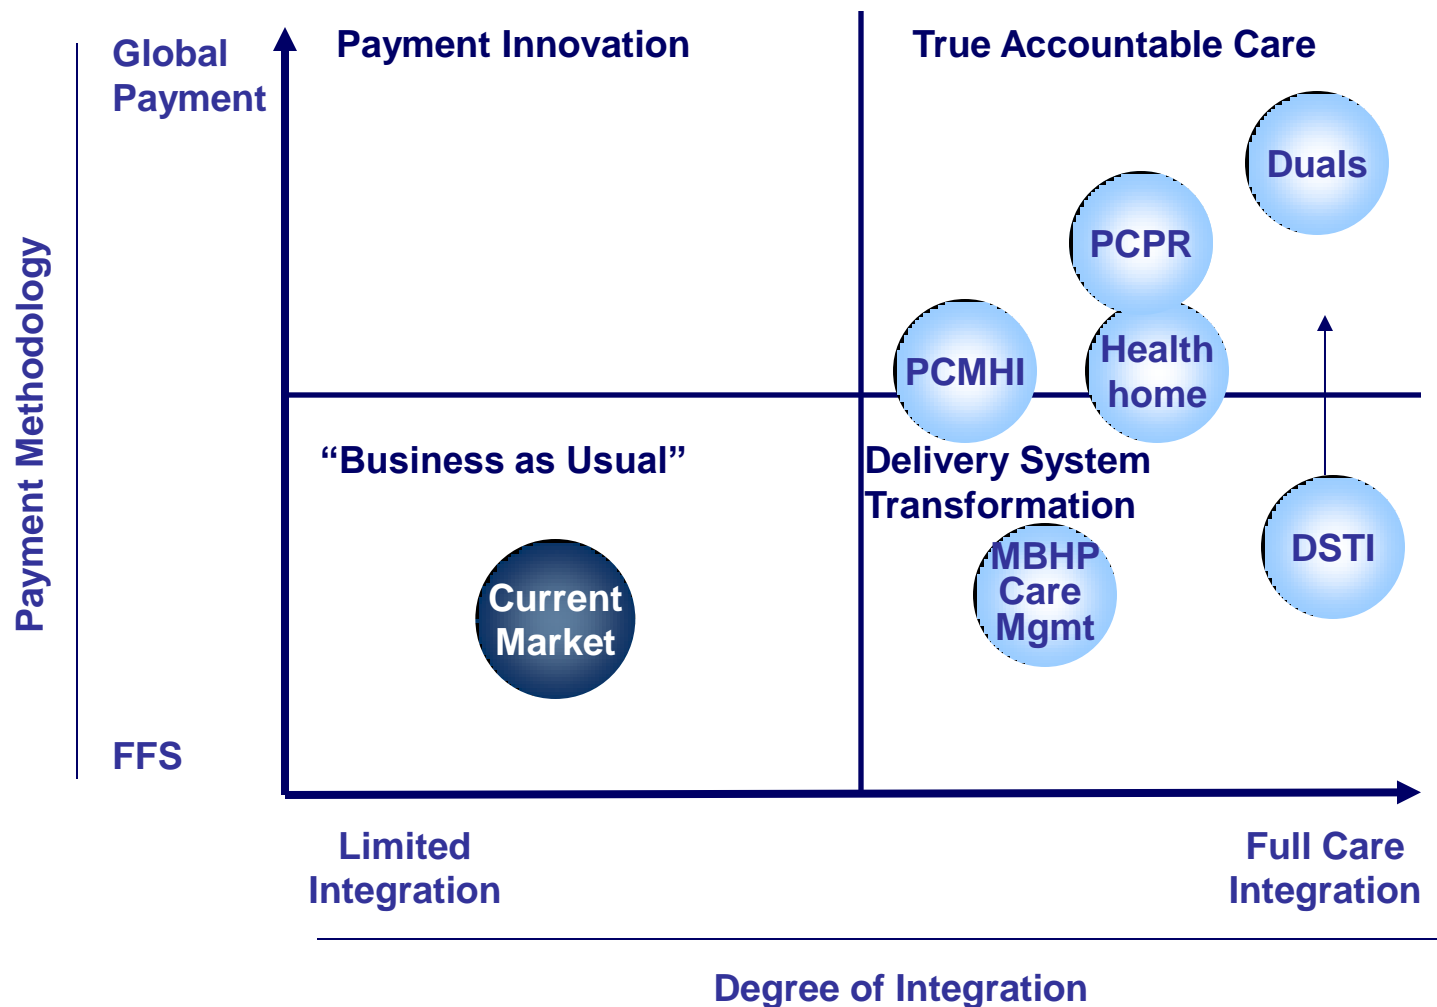 Global
Payment
Payment Innovation
True Accountable Care
Duals
PCPR
PCMHI
Health
home
Payment Methodology
“Business as Usual”
Delivery System
Transformation
MBHP
Care
Mgmt
DSTI
Current
Market
FFS
Limited
Integration
Full Care
Integration
Degree of Integration